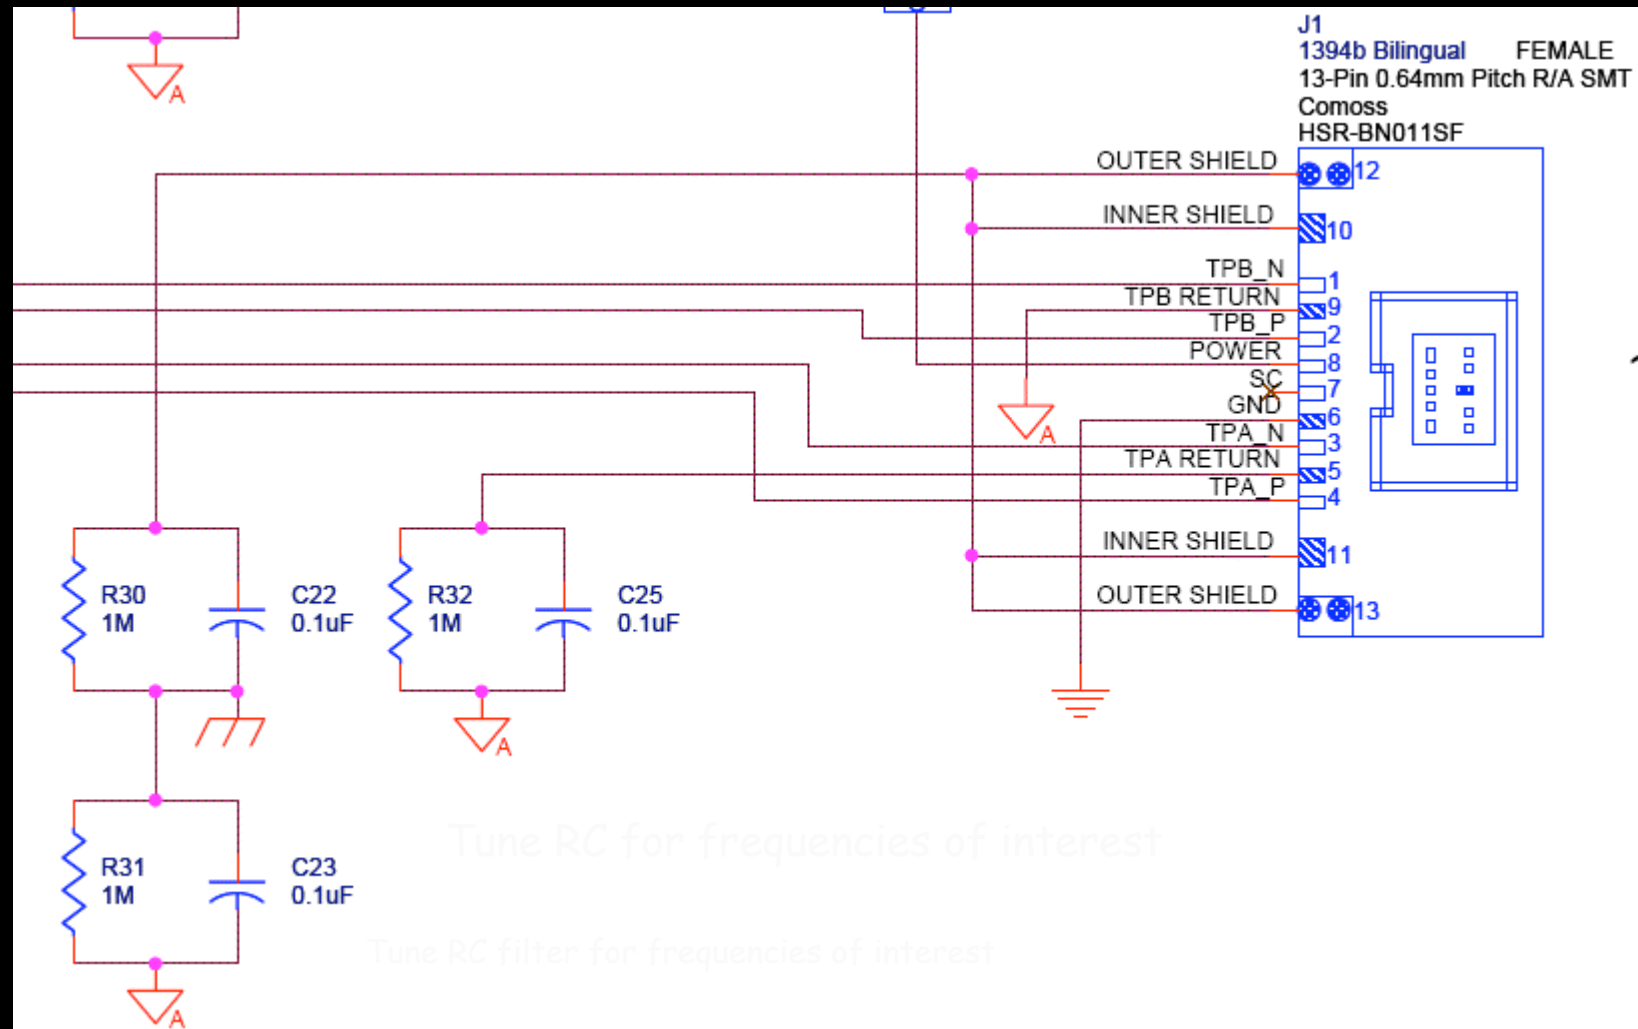 J1
1394b Bilingual FEMALE
13-Pin 0.64mm Pitch R/A SMT
Comoss
HSR-BN011SF
A
OUTER SHIELD 12
INNER SHIELD 10
TPB_N 1
TPB RETURN 9
TPB_P 2
POWER 8
SC 7
GND 6
A
TPA_N 3
TPA RETURN 5
TPA_P 4
INNER SHIELD 11
OUTER SHIELD 13
R30
1M
C22
0.1uF
R32
1M
C25
0.1uF
A
Tune RC for frequencies of interest
R31
1M
C23
0.1uF
Tune RC filter for frequencies of interest
A